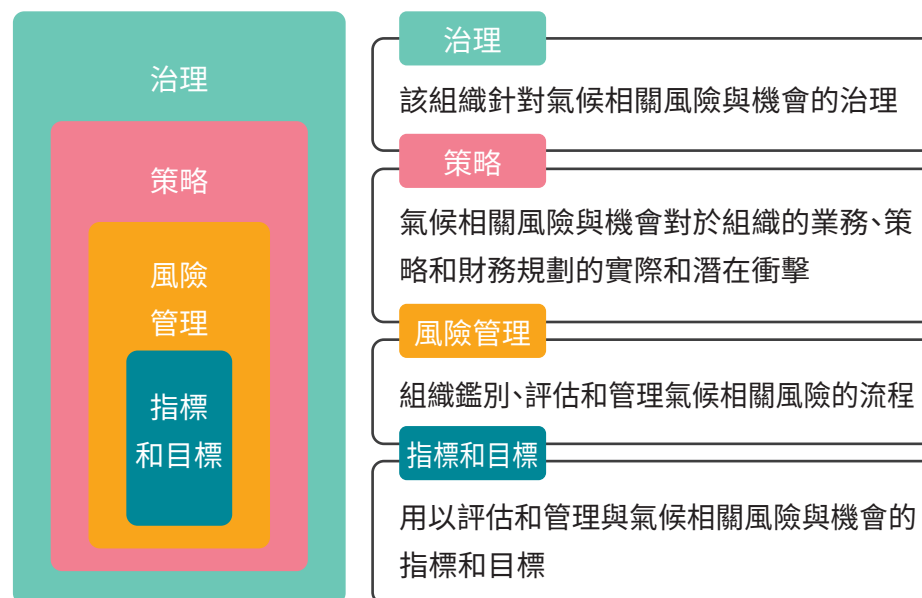 治理
策略
風險
管理
指標
和目標
治理
該組織針對氣候相關風險與機會的治理
策略
氣候相關風險與機會對於組織的業務、策
略和財務規劃的實際和潛在衝擊
風險管理
組織鑑別、評估和管理氣候相關風險的流程
指標和目標
用以評估和管理與氣候相關風險與機會的
指標和目標